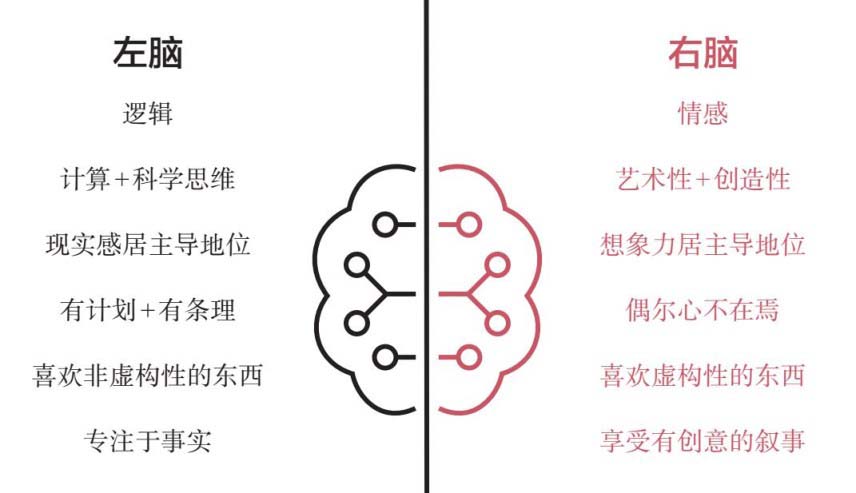 左脑
逻辑
计算+科学思维
现实感居主导地位
有计划+有条理
喜欢非虚构性的东西
专注于事实
右脑
情感
艺术性+创造性
想象力居主导地位
偶尔心不在焉
喜欢虚构性的东西
享受有创意的叙事